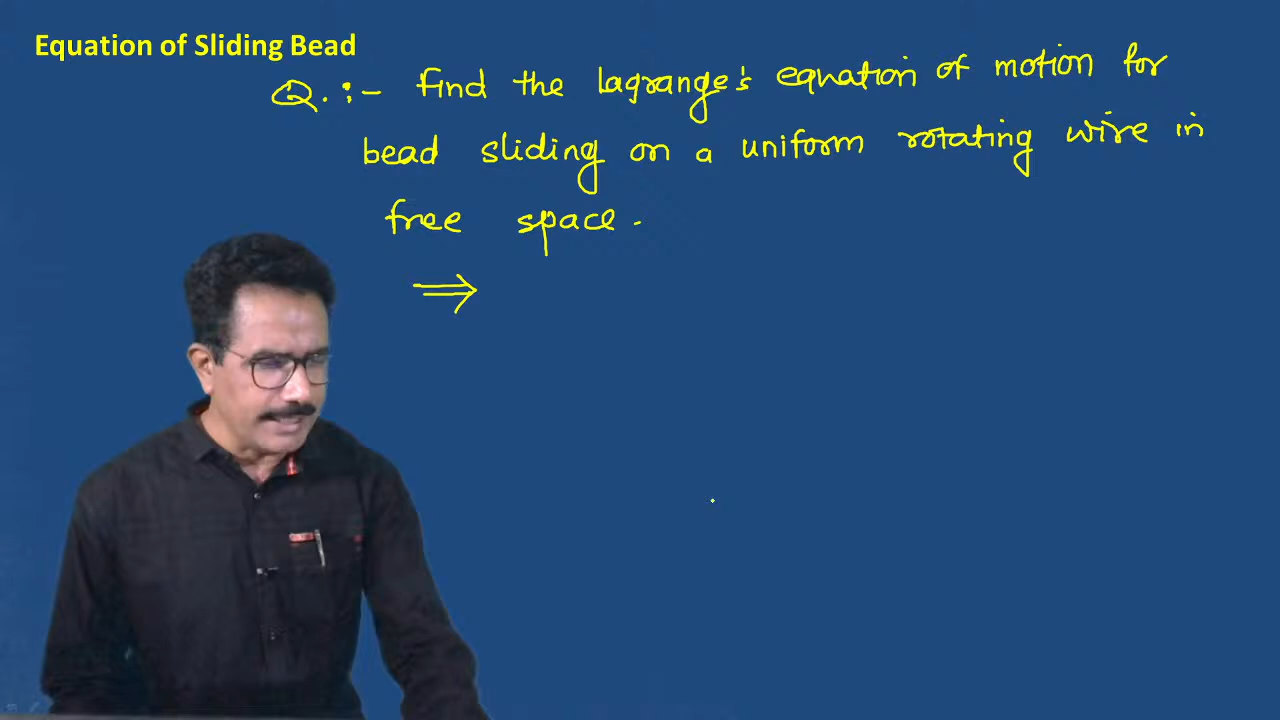 Equation of Sliding Bead
Q. :- Find the Lagrange's equation of motion for
bead sliding on a uniform rotating wire in
free space.
⇒